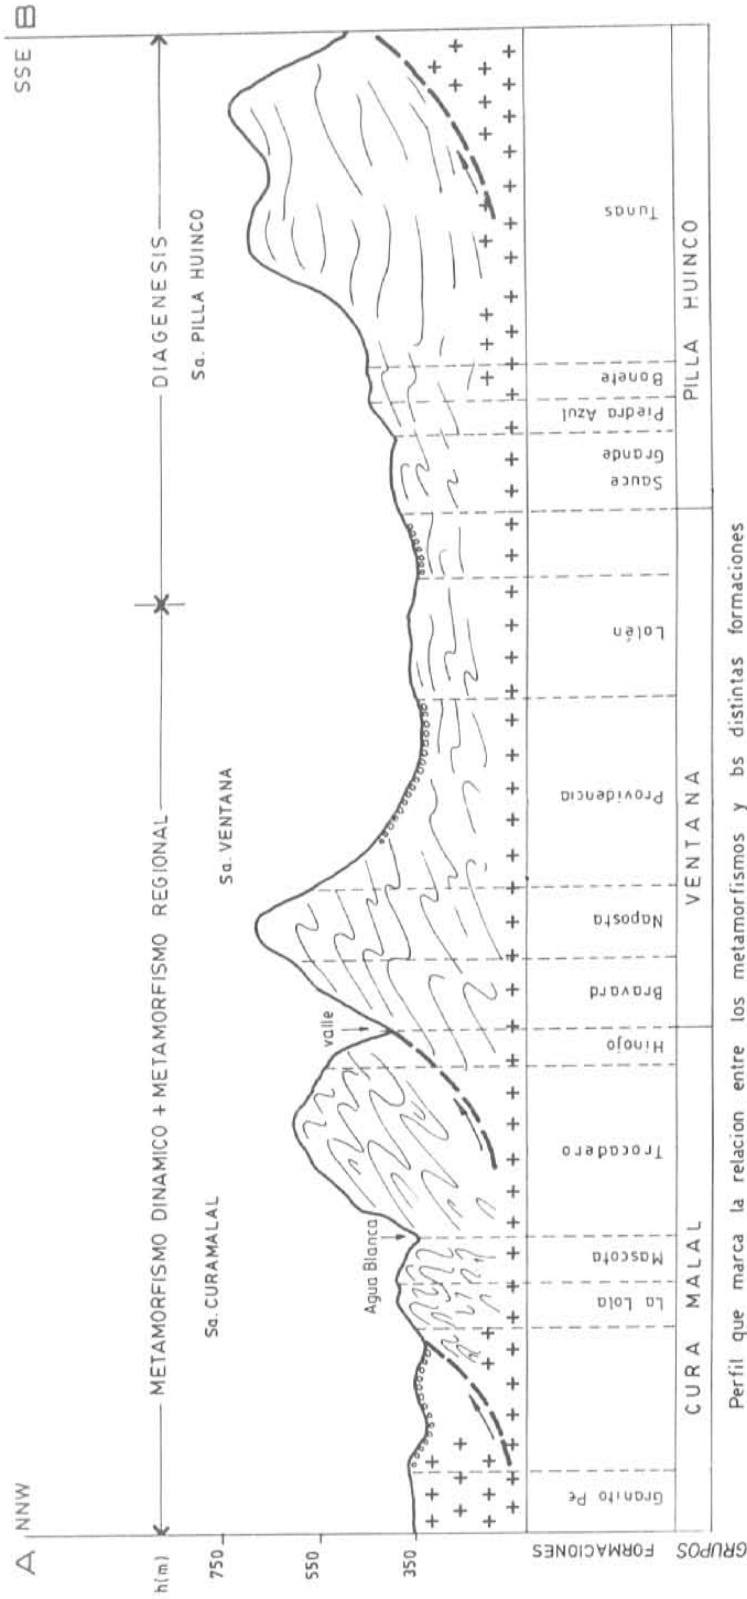 A NNW
SSE B
METAMORFISMO DINAMICO + METAMORFISMO REGIONAL
DIAGENESIS
h(m)
750
550
350
Sa. CURAMALAL
Sa. VENTANA
Sa. PILLA HUINCO
Agua Blanca
valle
FORMACIONES
Granito Pє
La Lola
Mascota
Trocadero
Hinojo
Bravard
Naposta
Providencia
Lolén
Sauce
Grande
Piedra Azul
Bonete
Tunas
GRUPOS
CURA MALAL
VENTANA
PILLA HUINCO
Perfil que marca la relacion entre los metamorfismos y bs distintas formaciones